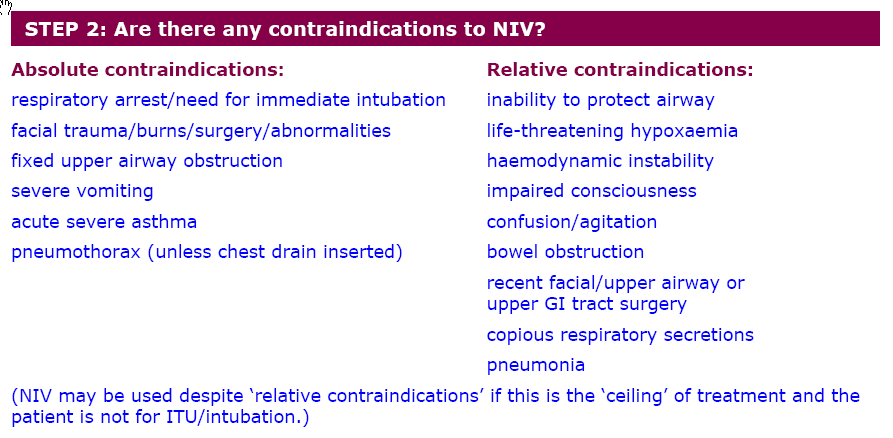 STEP 2: Are there any contraindications to NIV?
Absolute contraindications:
respiratory arrest/need for immediate intubation
facial trauma/burns/surgery/abnormalities
fixed upper airway obstruction
severe vomiting
acute severe asthma
pneumothorax (unless chest drain inserted)
Relative contraindications:
inability to protect airway
life-threatening hypoxaemia
haemodynamic instability
impaired consciousness
confusion/agitation
bowel obstruction
recent facial/upper airway or
upper GI tract surgery
copious respiratory secretions
pneumonia
(NIV may be used despite ‘relative contraindications’ if this is the ‘ceiling’ of treatment and the
patient is not for ITU/intubation.)